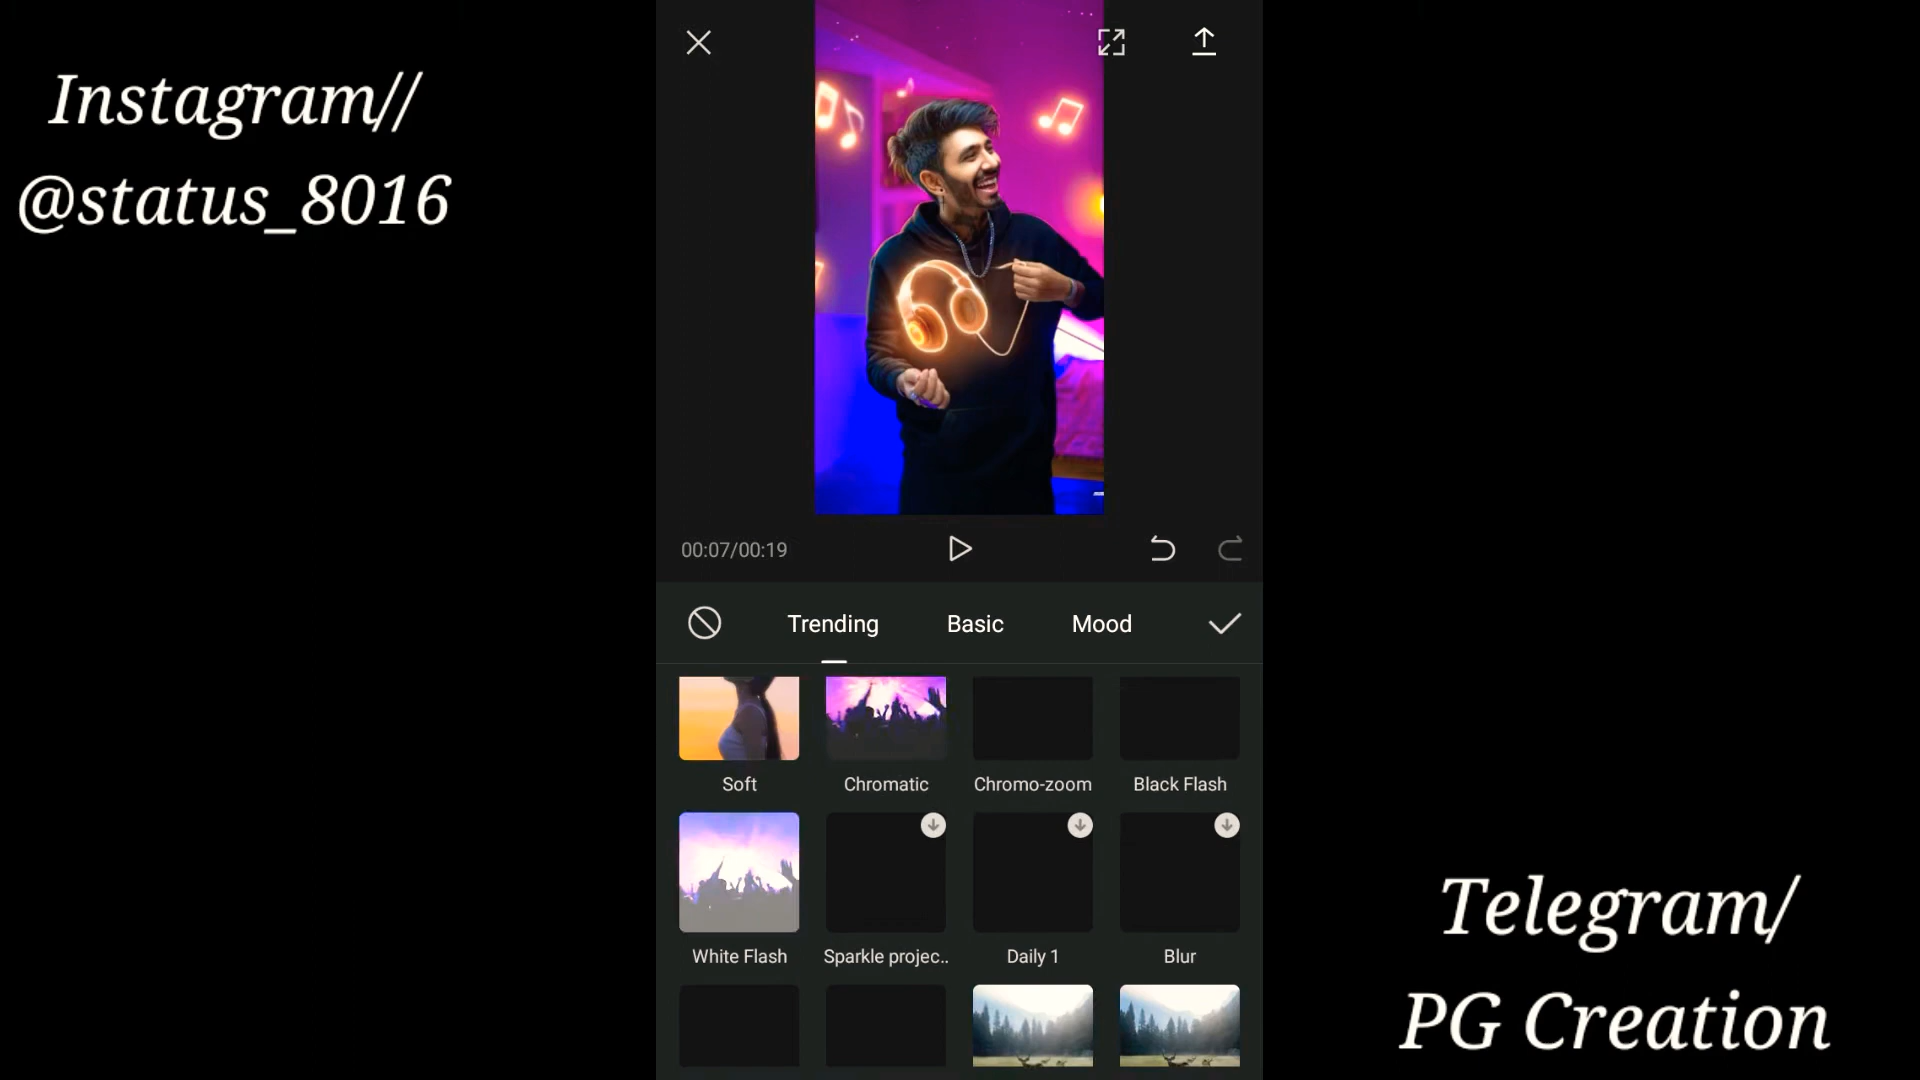 Instagram//
@status_8016
00:07/00:19
Trending Basic Mood
Soft Chromatic Chromo-zoom Black Flash
White Flash Sparkle projec.. Daily 1 Blur
Telegram/
PG Creation